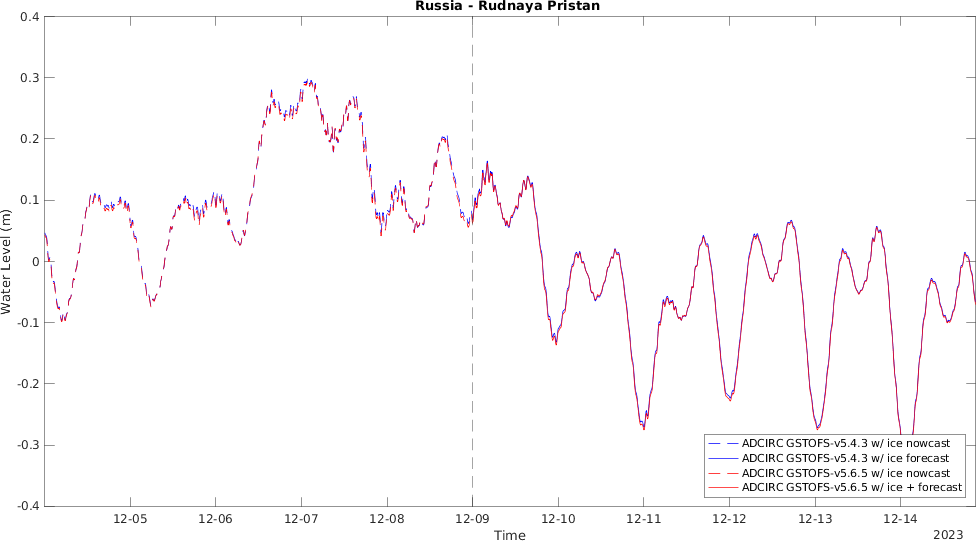 Russia - Rudnaya Pristan
0.4
0.3
0.2
0.1
0
-0.1
-0.2
-0.3
-0.4
Water Level (m)
ADCIRC GSTOFS-v5.4.3 w/ ice nowcast
ADCIRC GSTOFS-v5.4.3 w/ ice forecast
ADCIRC GSTOFS-v5.6.5 w/ ice nowcast
ADCIRC GSTOFS-v5.6.5 w/ ice + forecast
12-05 12-06 12-07 12-08 12-09 12-10 12-11 12-12 12-13 12-14
Time
2023